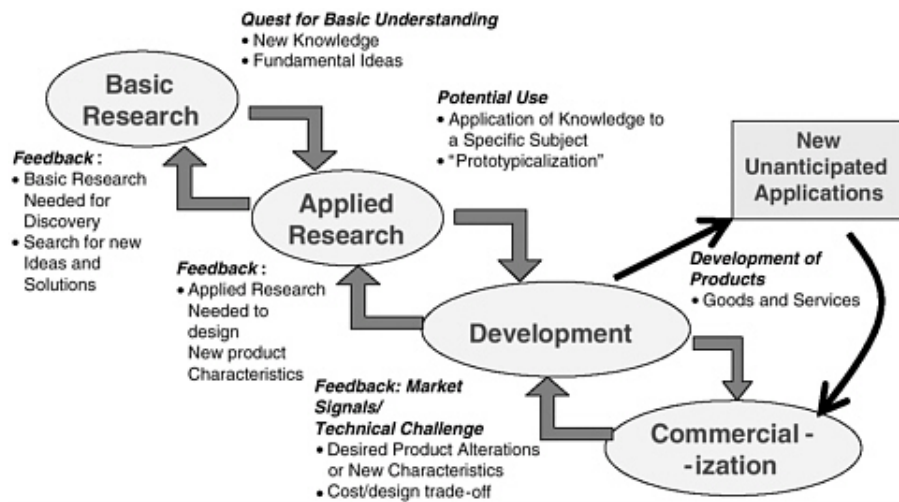 Quest for Basic Understanding
• New Knowledge
• Fundamental Ideas
Basic
Research
Potential Use
• Application of Knowledge to
a Specific Subject
• "Prototypicalization"
New
Unanticipated
Applications
Feedback :
• Basic Research
Needed for
Discovery
• Search for new
Ideas and
Solutions
Applied
Research
Feedback :
• Applied Research
Needed to
design
New product
Characteristics
Development of
Products
• Goods and Services
Development
Feedback: Market
Signals/
Technical Challenge
• Desired Product Alterations
or New Characteristics
• Cost/design trade-off
Commercial -
-ization